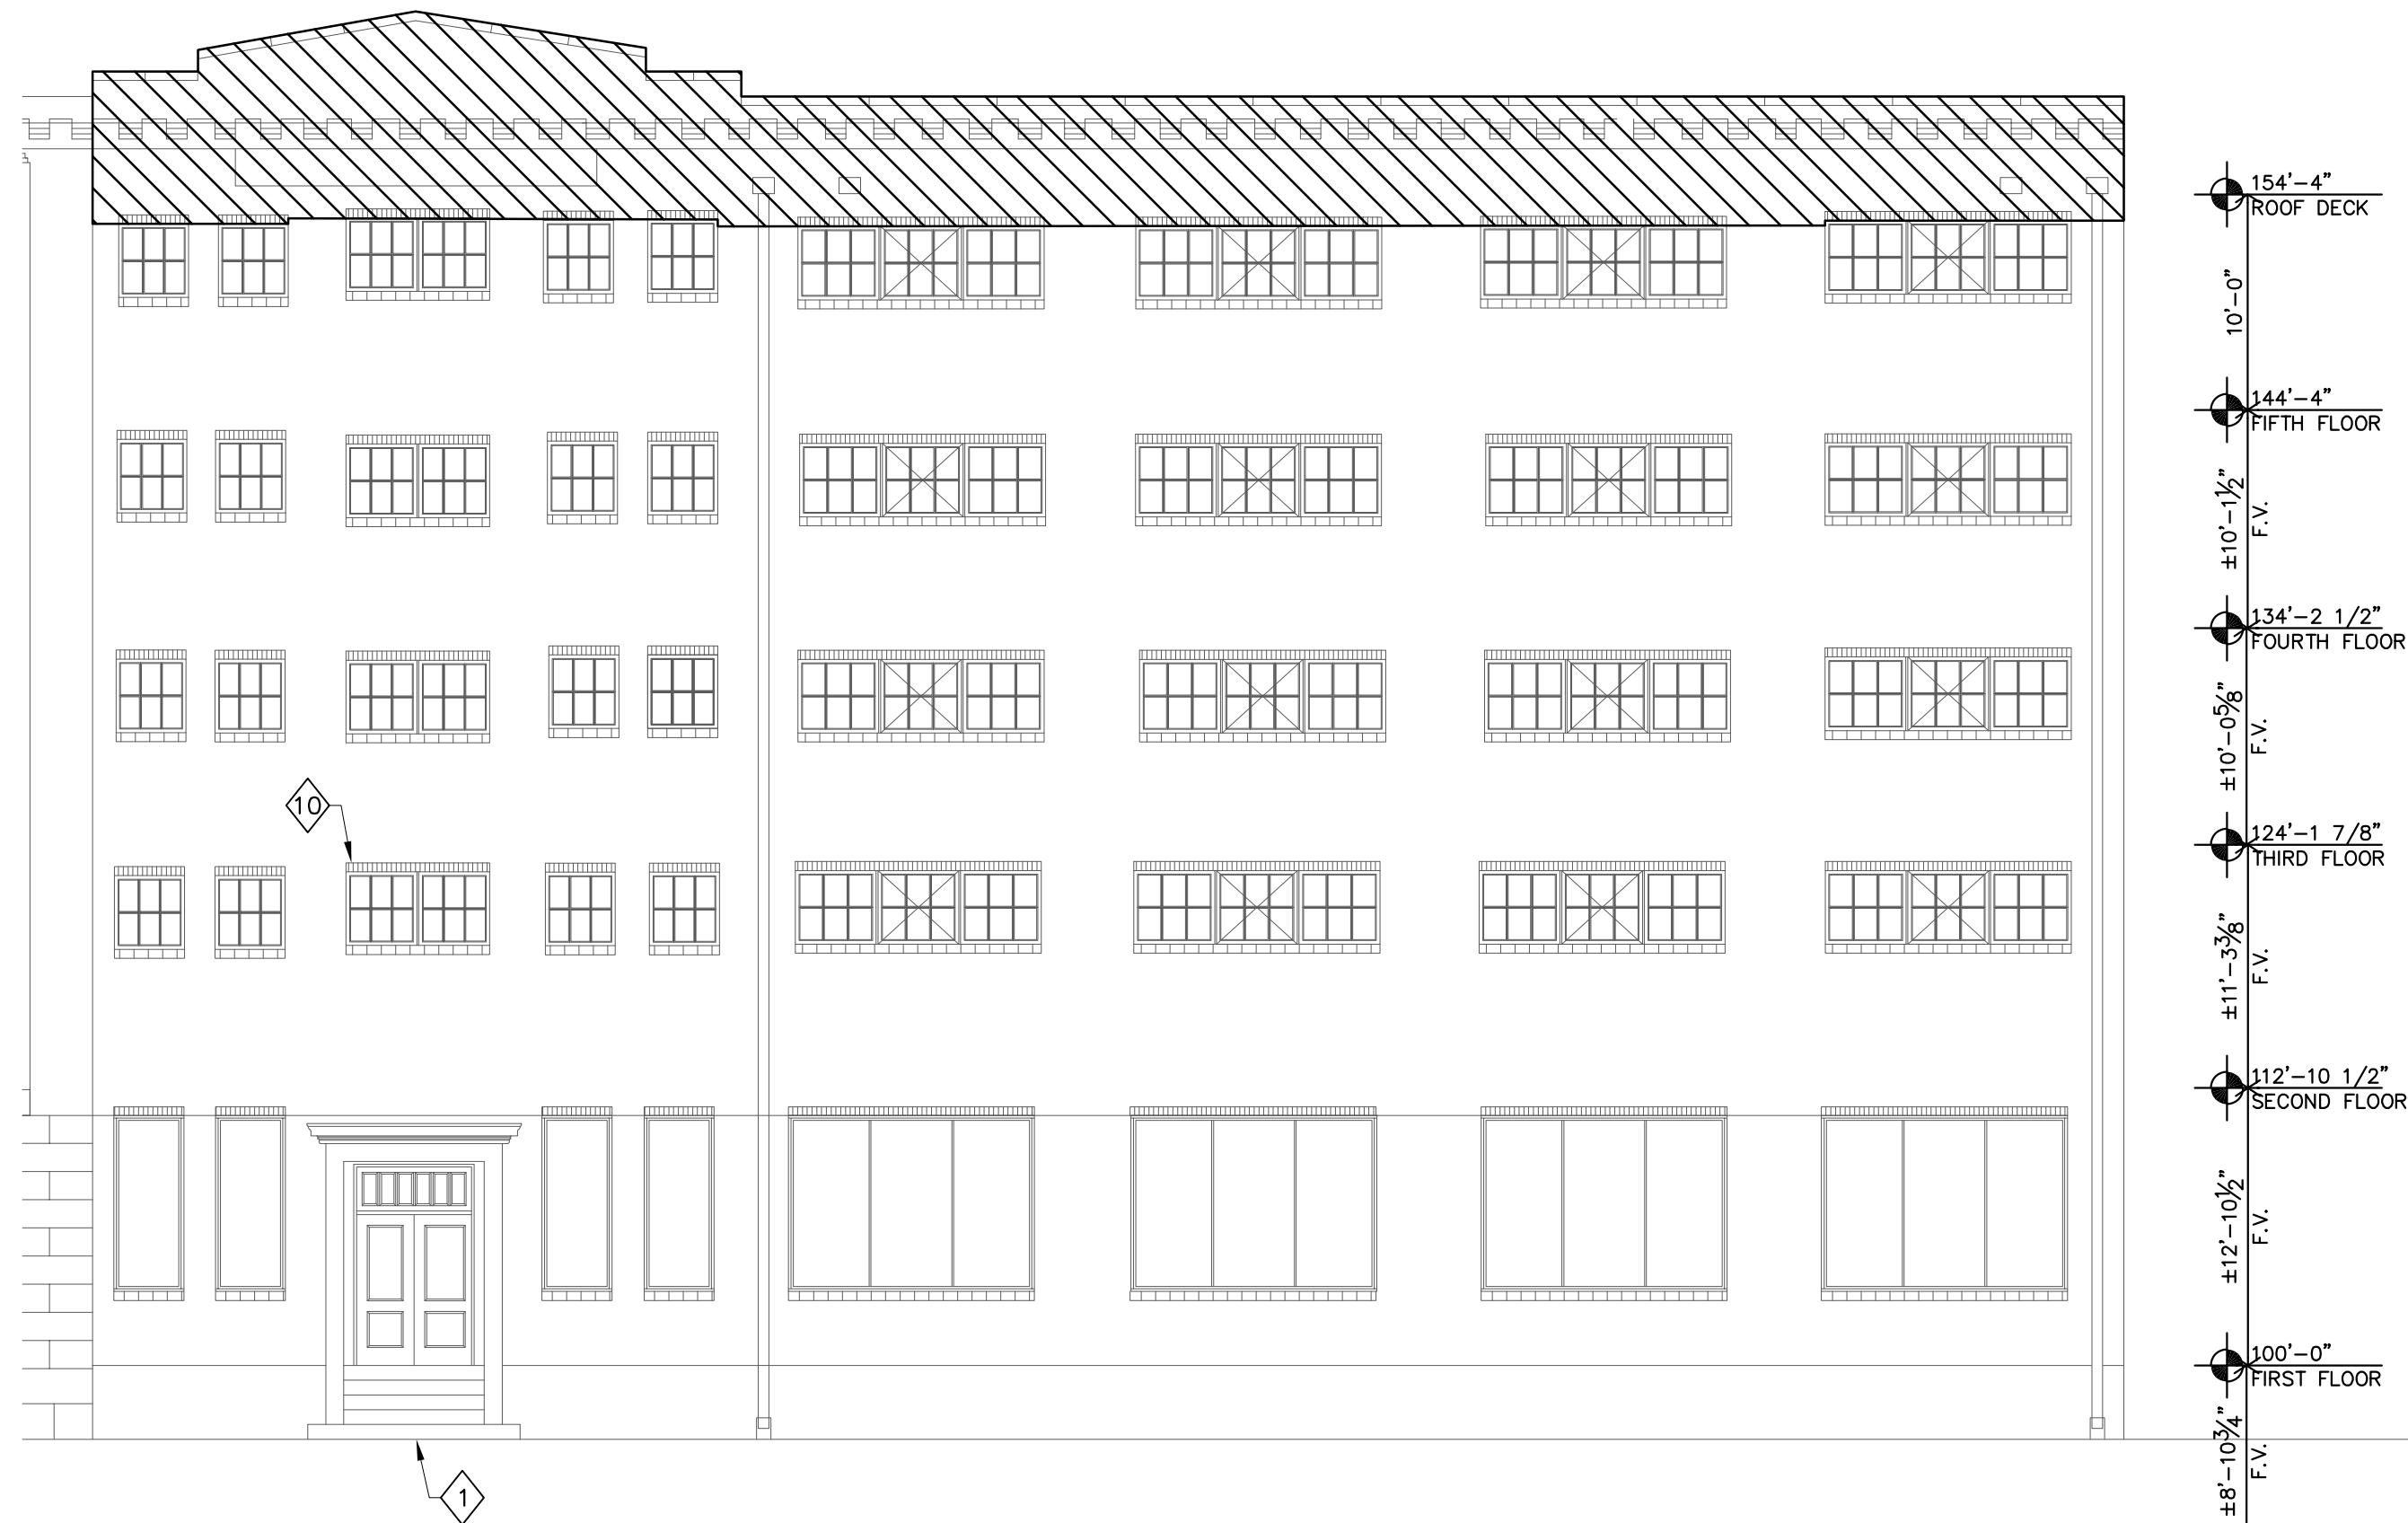 154'-4"
ROOF DECK
10'-0"
144'-4"
FIFTH FLOOR
±10'-1½"
F.V.
134'-2 1/2"
FOURTH FLOOR
±10'-0⅝"
F.V.
10
124'-1 7/8"
THIRD FLOOR
±11'-3⅜"
F.V.
112'-10 1/2"
SECOND FLOOR
±12'-10½"
F.V.
100'-0"
FIRST FLOOR
±8'-10¾"
F.V.
1